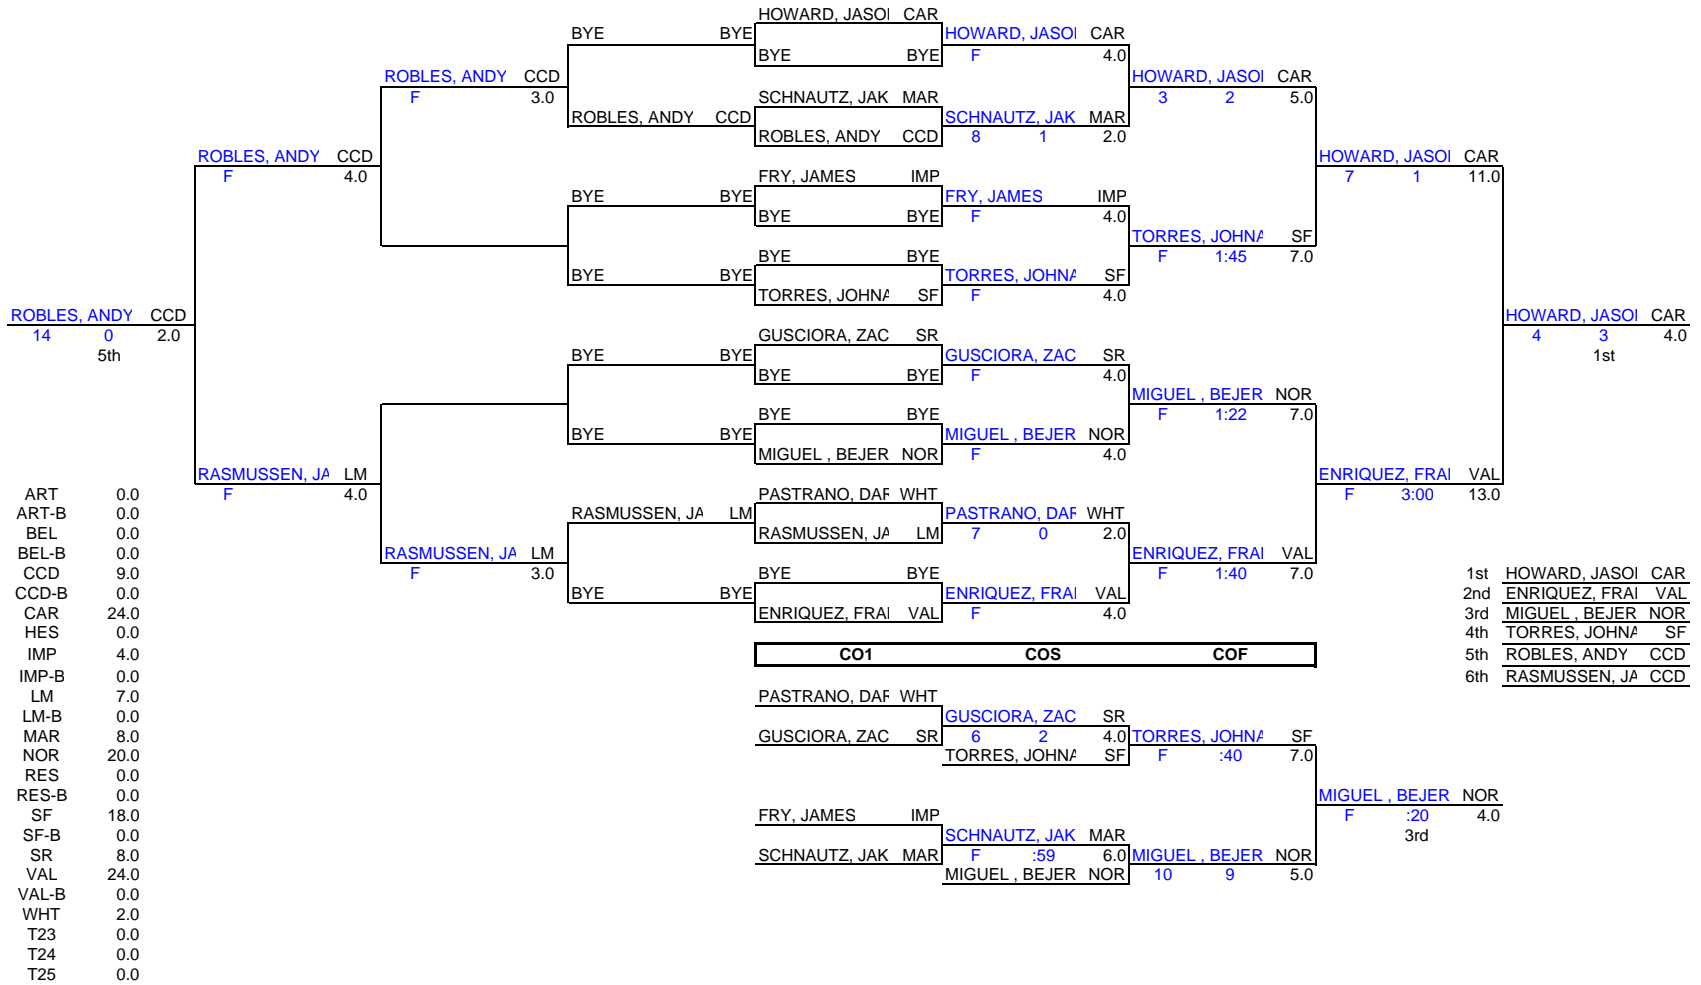 HOWARD, JASOI CAR
BYE BYE HOWARD, JASOI CAR
BYE BYE F 4.0
ROBLES, ANDY CCD HOWARD, JASOI CAR
F 3.0 SCHNAUTZ, JAK MAR 3 2 5.0
ROBLES, ANDY CCD SCHNAUTZ, JAK MAR
ROBLES, ANDY CCD 8 1 2.0
ROBLES, ANDY CCD HOWARD, JASOI CAR
F 4.0 FRY, JAMES IMP 7 1 11.0
BYE BYE FRY, JAMES IMP
BYE BYE F 4.0
TORRES, JOHNA SF
BYE BYE F 1:45 7.0
BYE BYE TORRES, JOHNA SF
TORRES, JOHNA SF F 4.0
ROBLES, ANDY CCD HOWARD, JASOI CAR
14 0 2.0 GUSCIORA, ZAC SR 4 3 4.0
5th BYE BYE GUSCIORA, ZAC SR 1st
BYE BYE F 4.0
MIGUEL , BEJER NOR
BYE BYE F 1:22 7.0
BYE BYE MIGUEL , BEJER NOR
MIGUEL , BEJER NOR F 4.0
RASMUSSEN, JA LM ENRIQUEZ, FRAI VAL
ART 0.0 F 4.0 PASTRANO, DAR WHT F 3:00 13.0
ART-B 0.0 RASMUSSEN, JA LM PASTRANO, DAR WHT
BEL 0.0 RASMUSSEN, JA LM 7 0 2.0
BEL-B 0.0 RASMUSSEN, JA LM ENRIQUEZ, FRAI VAL
CCD 9.0 F 3.0 BYE BYE F 1:40 7.0 1st HOWARD, JASOI CAR
CCD-B 0.0 BYE BYE ENRIQUEZ, FRAI VAL 2nd ENRIQUEZ, FRAI VAL
CAR 24.0 ENRIQUEZ, FRAI VAL F 4.0 3rd MIGUEL , BEJER NOR
HES 0.0 4th TORRES, JOHNA SF
IMP 4.0 CO1 COS COF 5th ROBLES, ANDY CCD
IMP-B 0.0 6th RASMUSSEN, JA CCD
LM 7.0 PASTRANO, DAR WHT
LM-B 0.0 GUSCIORA, ZAC SR
MAR 8.0 GUSCIORA, ZAC SR 6 2 4.0 TORRES, JOHNA SF
NOR 20.0 TORRES, JOHNA SF F :40 7.0
RES 0.0
RES-B 0.0 MIGUEL , BEJER NOR
SF 18.0 FRY, JAMES IMP F :20 4.0
SF-B 0.0 SCHNAUTZ, JAK MAR 3rd
SR 8.0 SCHNAUTZ, JAK MAR F :59 6.0 MIGUEL , BEJER NOR
VAL 24.0 MIGUEL , BEJER NOR 10 9 5.0
VAL-B 0.0
WHT 2.0
T23 0.0
T24 0.0
T25 0.0